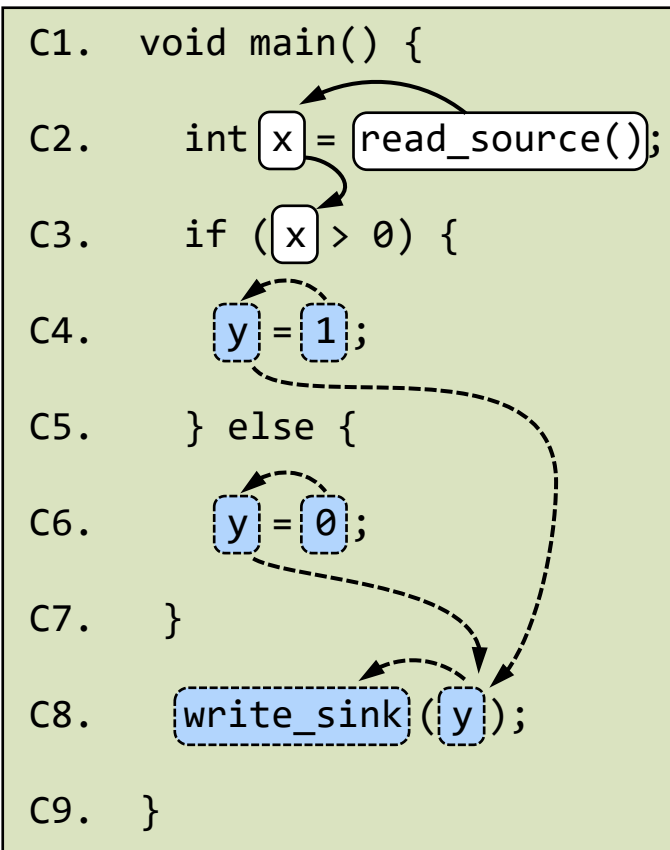 C1. void main() {
C2. int x = read_source();
C3. if (x > 0) {
C4. y = 1;
C5. } else {
C6. y = 0;
C7. }
C8. write_sink(y);
C9. }